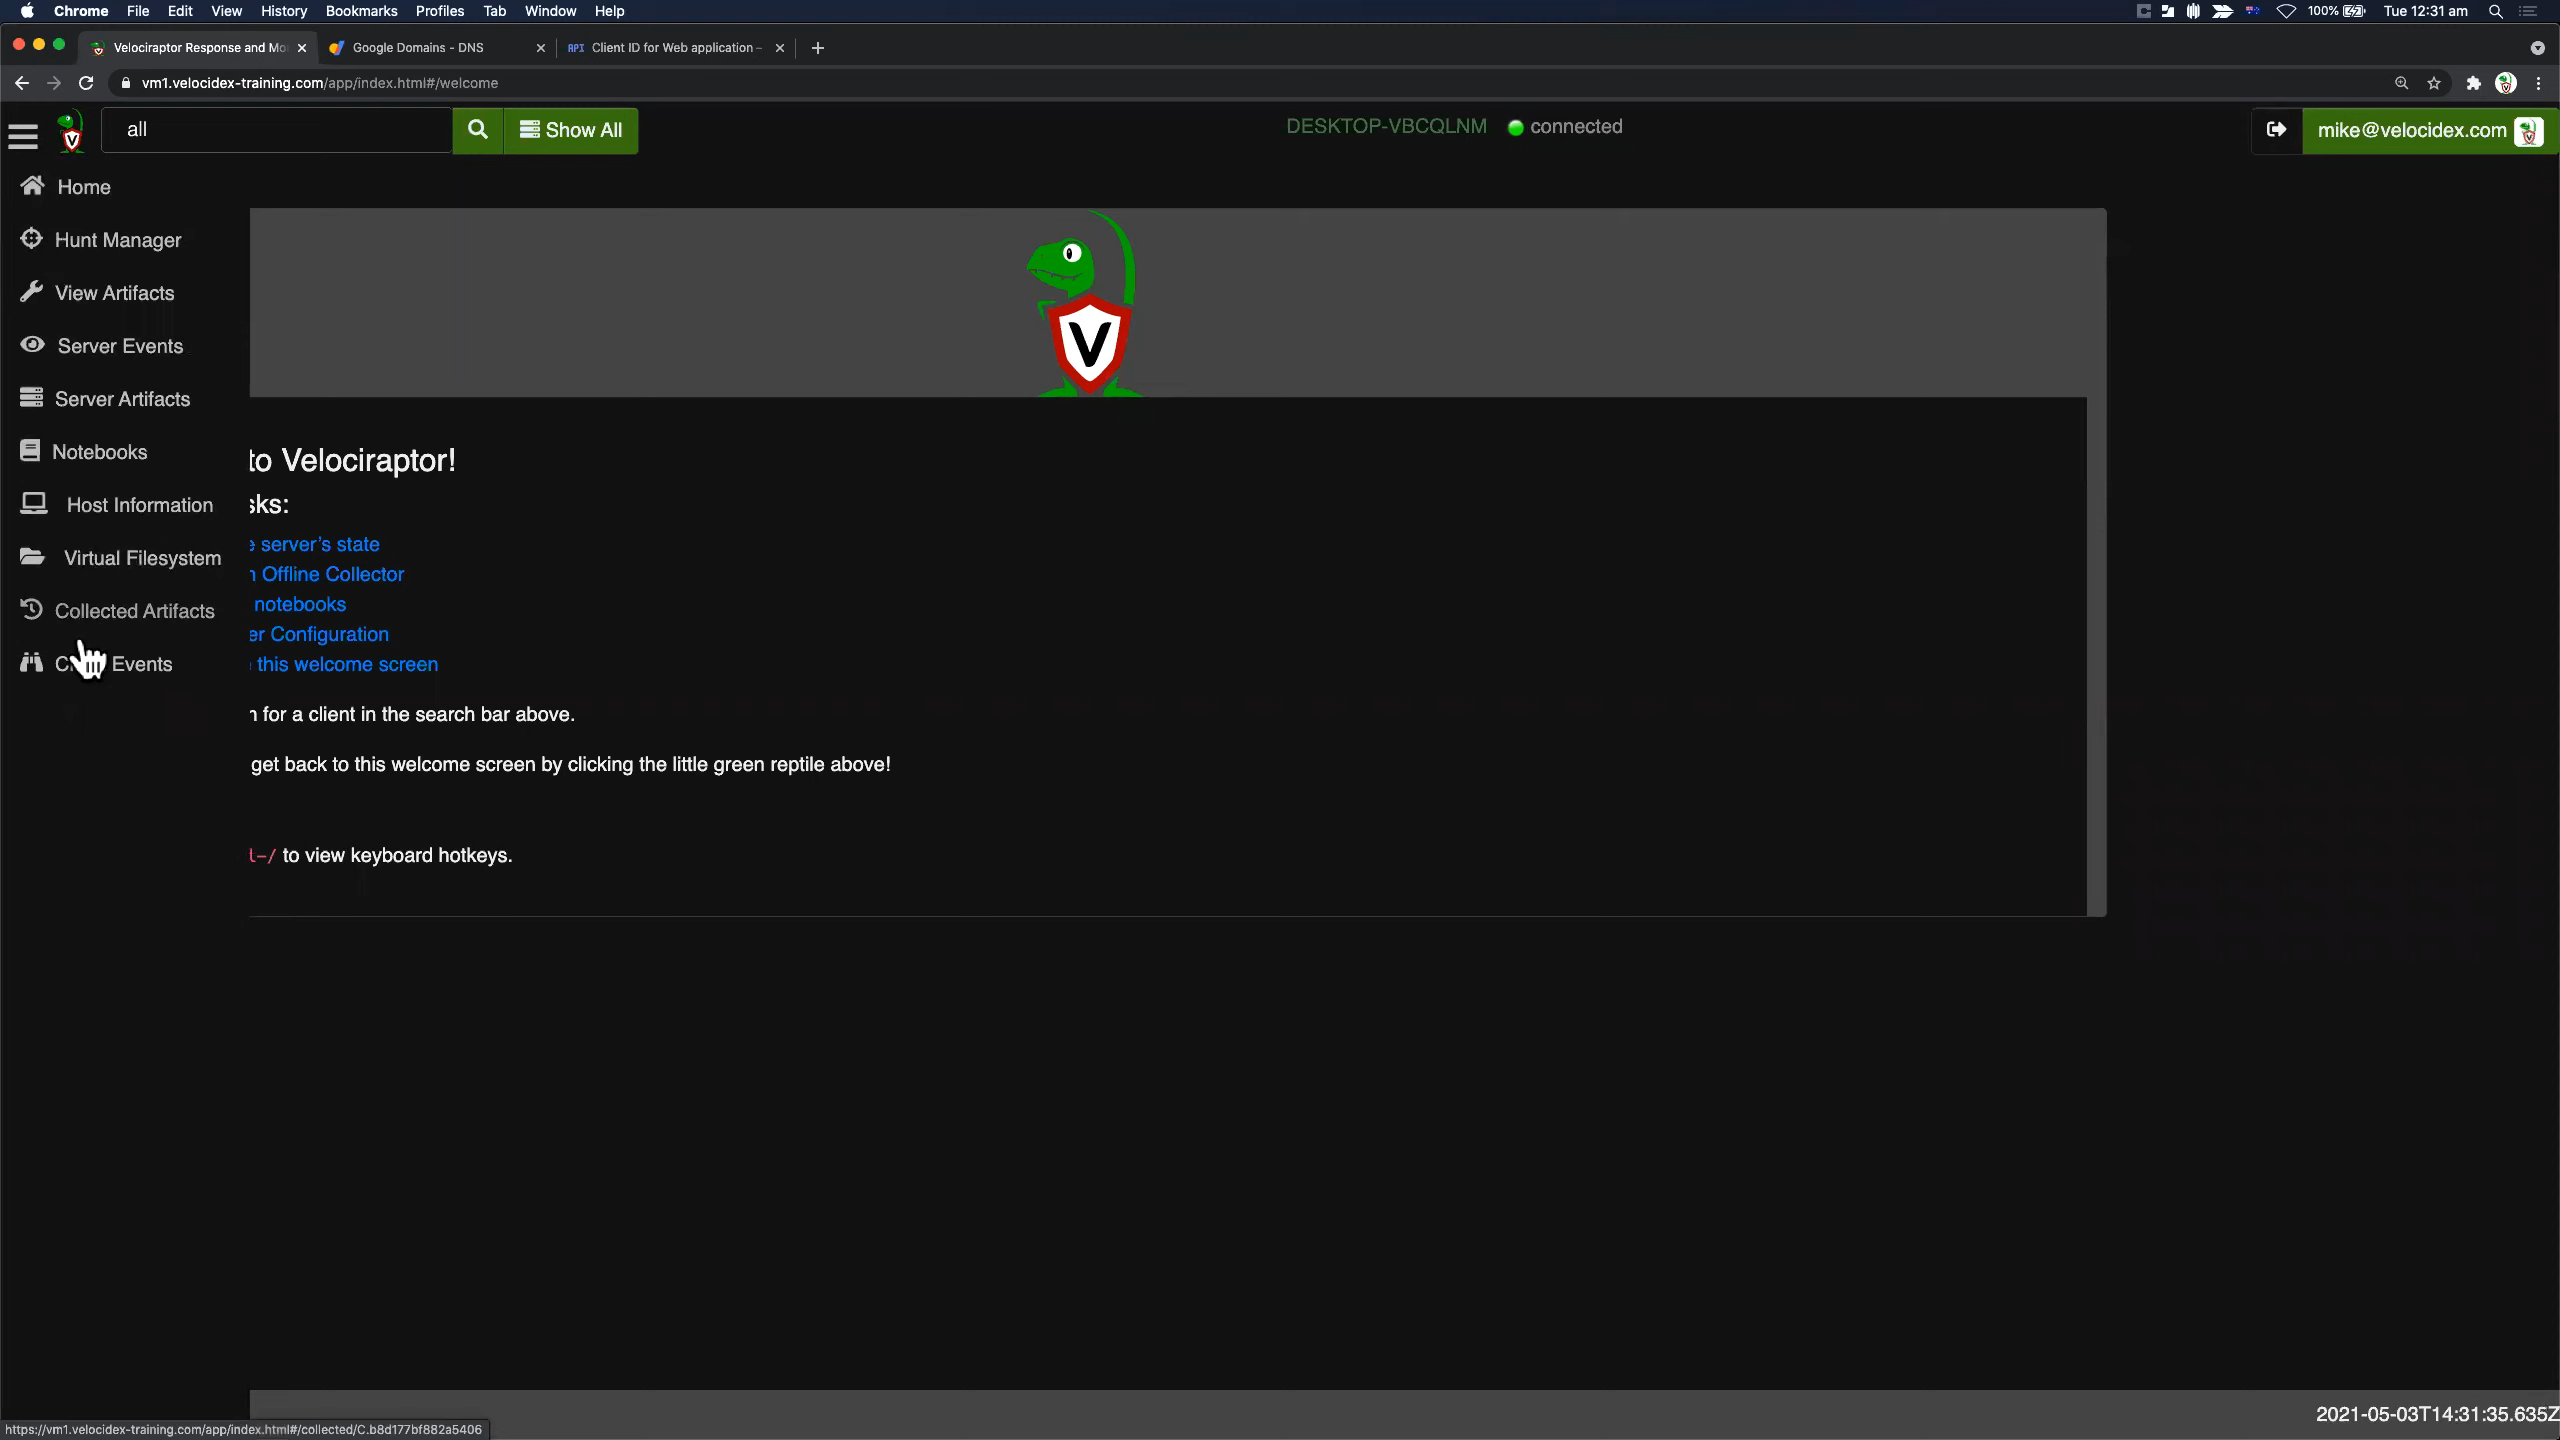 Chrome File Edit View History Bookmarks Profiles Tab Window Help 100% Tue 12:31 am
Velociraptor Response and Mo Google Domains - DNS API Client ID for Web application –
vm1.velocidex-training.com/app/index.html#/welcome
all Show All DESKTOP-VBCQLNM connected mike@velocidex.com
Home
Hunt Manager
View Artifacts
V
Server Events
Server Artifacts
Notebooks
to Velociraptor!
Host Information
sks:
Virtual Filesystem
e server's state
n Offline Collector
Collected Artifacts
notebooks
er Configuration
Events
this welcome screen
h for a client in the search bar above.
get back to this welcome screen by clicking the little green reptile above!
t-/ to view keyboard hotkeys.
2021-05-03T14:31:35.635Z
https://vm1.velocidex-training.com/app/index.html#/collected/C.b8d177bf882a5406